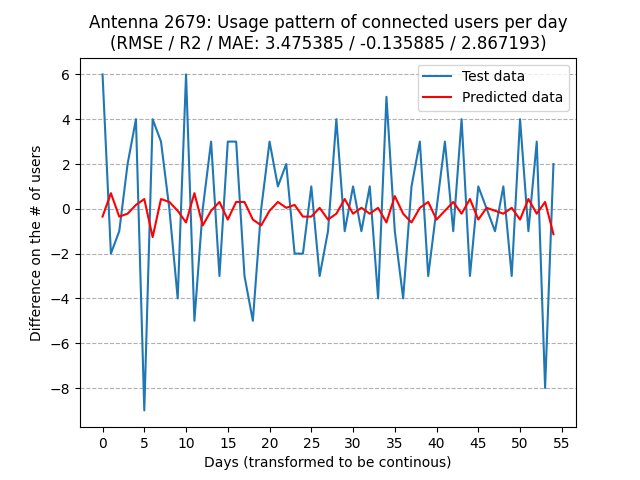 Antenna 2679: Usage pattern of connected users per day
(RMSE / R2 / MAE: 3.475385 / -0.135885 / 2.867193)
Test data
Predicted data
6
4
2
0
−2
−4
−6
−8
Difference on the # of users
0 5 10 15 20 25 30 35 40 45 50 55
Days (transformed to be continous)